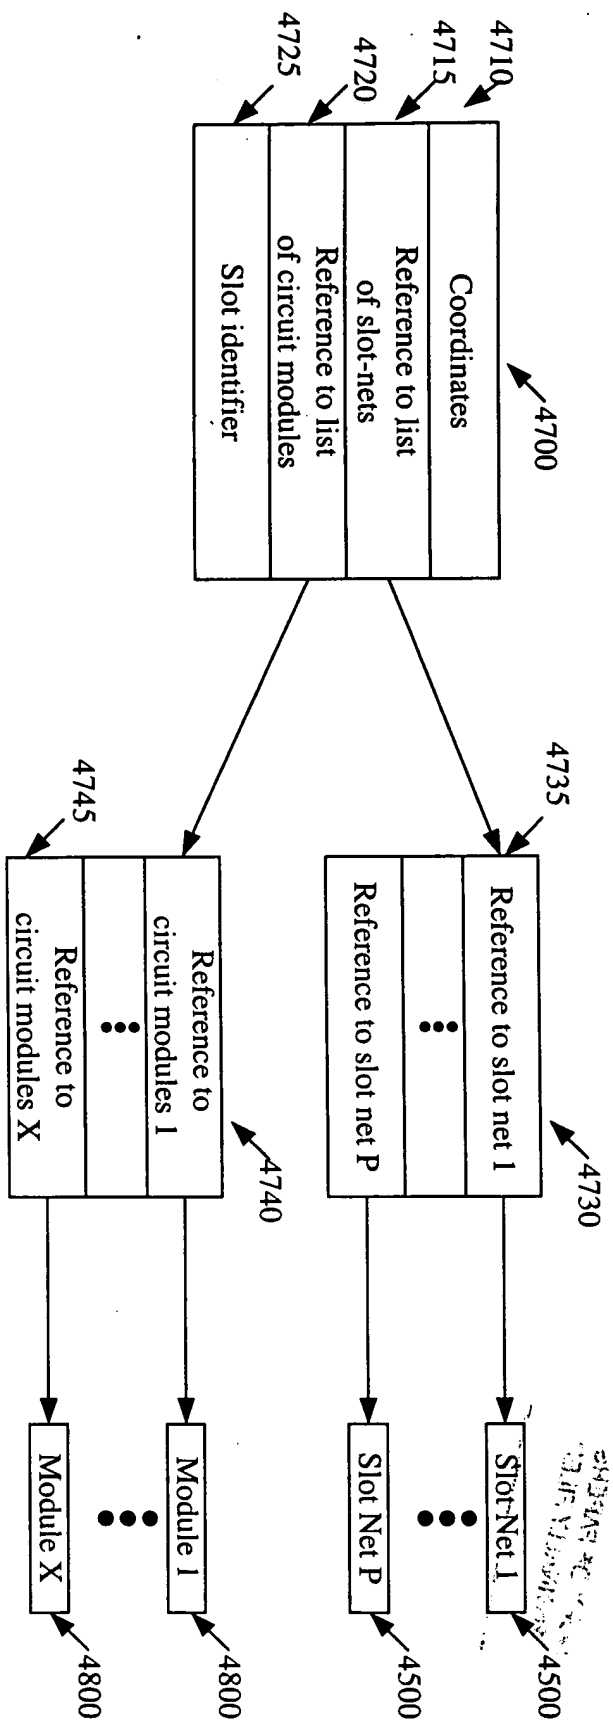 4700
4710
Coordinates
4715
Reference to list
of slot-nets
4720
Reference to list
of circuit modules
4725
Slot identifier
4730
4735
Reference to slot net 1
Reference to slot net P
4740
Reference to
circuit modules 1
4745
Reference to
circuit modules X
Slot Net 1
4500
Slot Net P
4500
Module 1
4800
Module X
4800